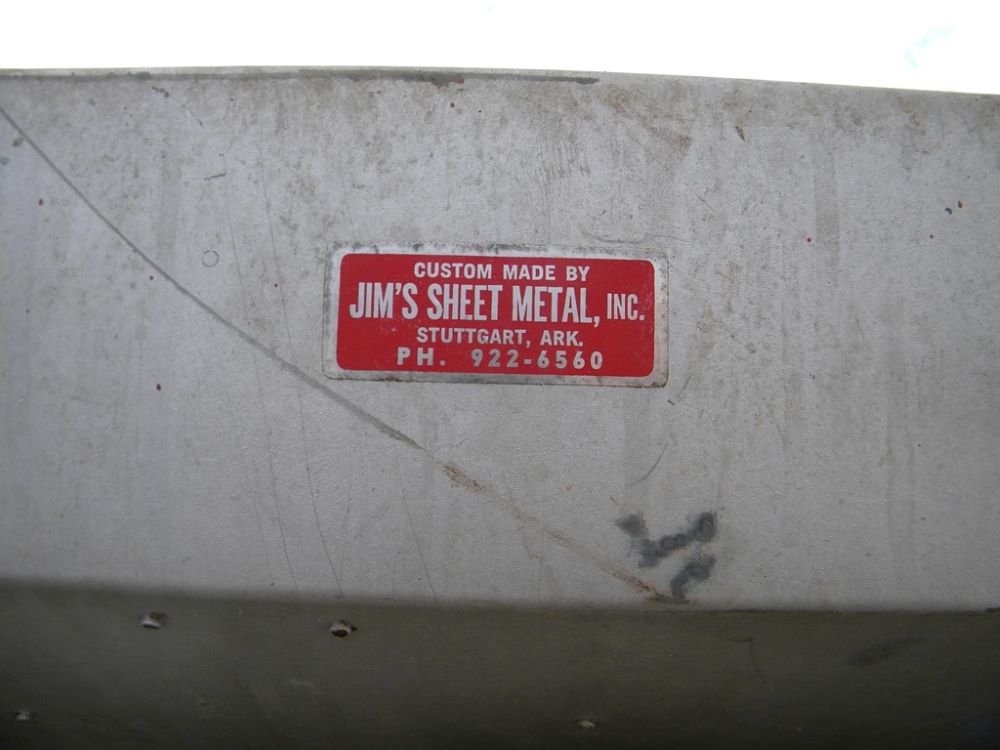 CUSTOM MADE BY
JIM'S SHEET METAL, INC.
STUTTGART, ARK.
PH. 922-6560